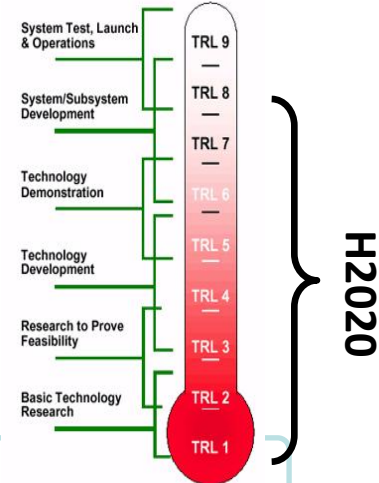 System Test, Launch
& Operations
System/Subsystem
Development
Technology
Demonstration
Technology
Development
Research to Prove
Feasibility
Basic Technology
Research
TRL 9
TRL 8
TRL 7
TRL 6
TRL 5
TRL 4
TRL 3
TRL 2
TRL 1
H2020